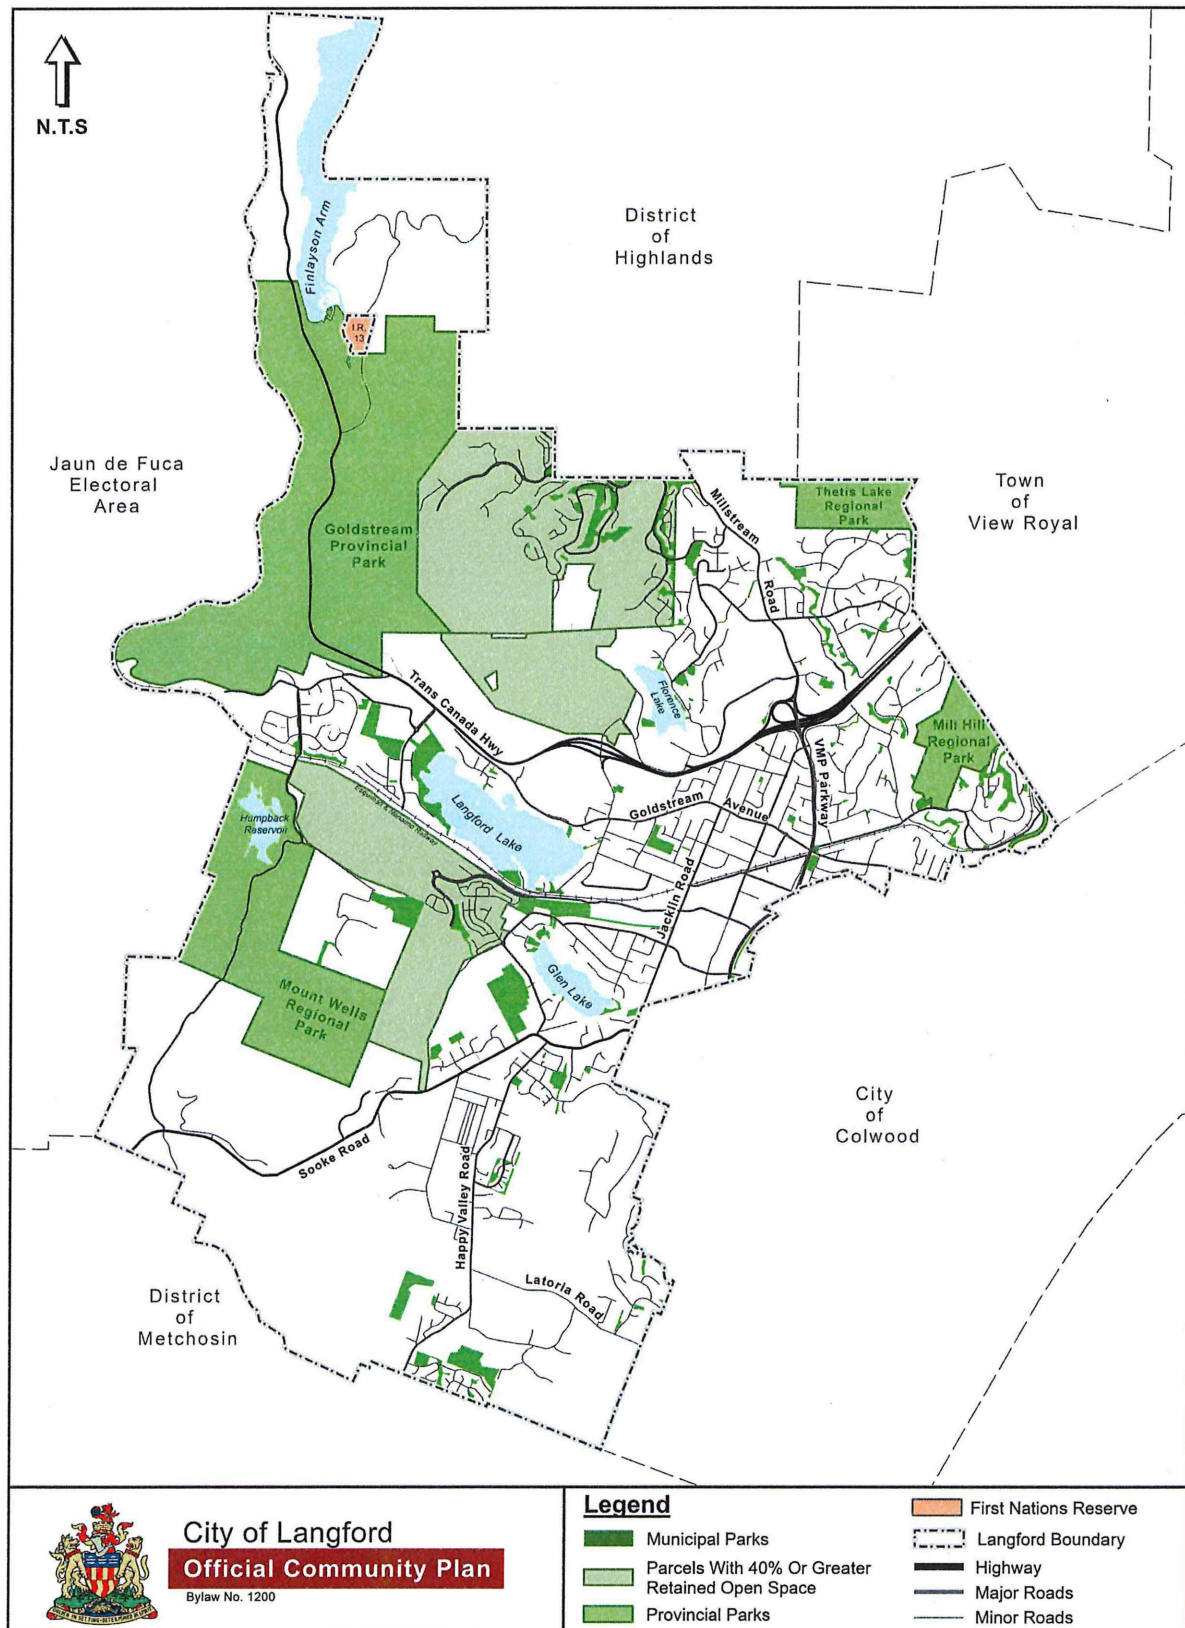 N.T.S
Finlayson Arm
District
of
Highlands
I.R.
13
Jaun de Fuca
Electoral
Area
Goldstream
Provincial
Park
Millstream
Road
Thetis Lake
Regional
Park
Town
of
View Royal
Trans Canada Hwy
Florence
Lake
Mill Hill
Regional
Park
VMP Parkway
Goldstream Avenue
Langford Lake
Humpback
Reservoir
Esquimalt & Nanaimo Railway
Jacklin Road
Glen Lake
Mount Wells
Regional
Park
City
of
Colwood
Sooke Road
Happy Valley Road
Latoria Road
District
of
Metchosin
City of Langford
Official Community Plan
Bylaw No. 1200
Legend
Municipal Parks
Parcels With 40% Or Greater
Retained Open Space
Provincial Parks
First Nations Reserve
Langford Boundary
Highway
Major Roads
Minor Roads